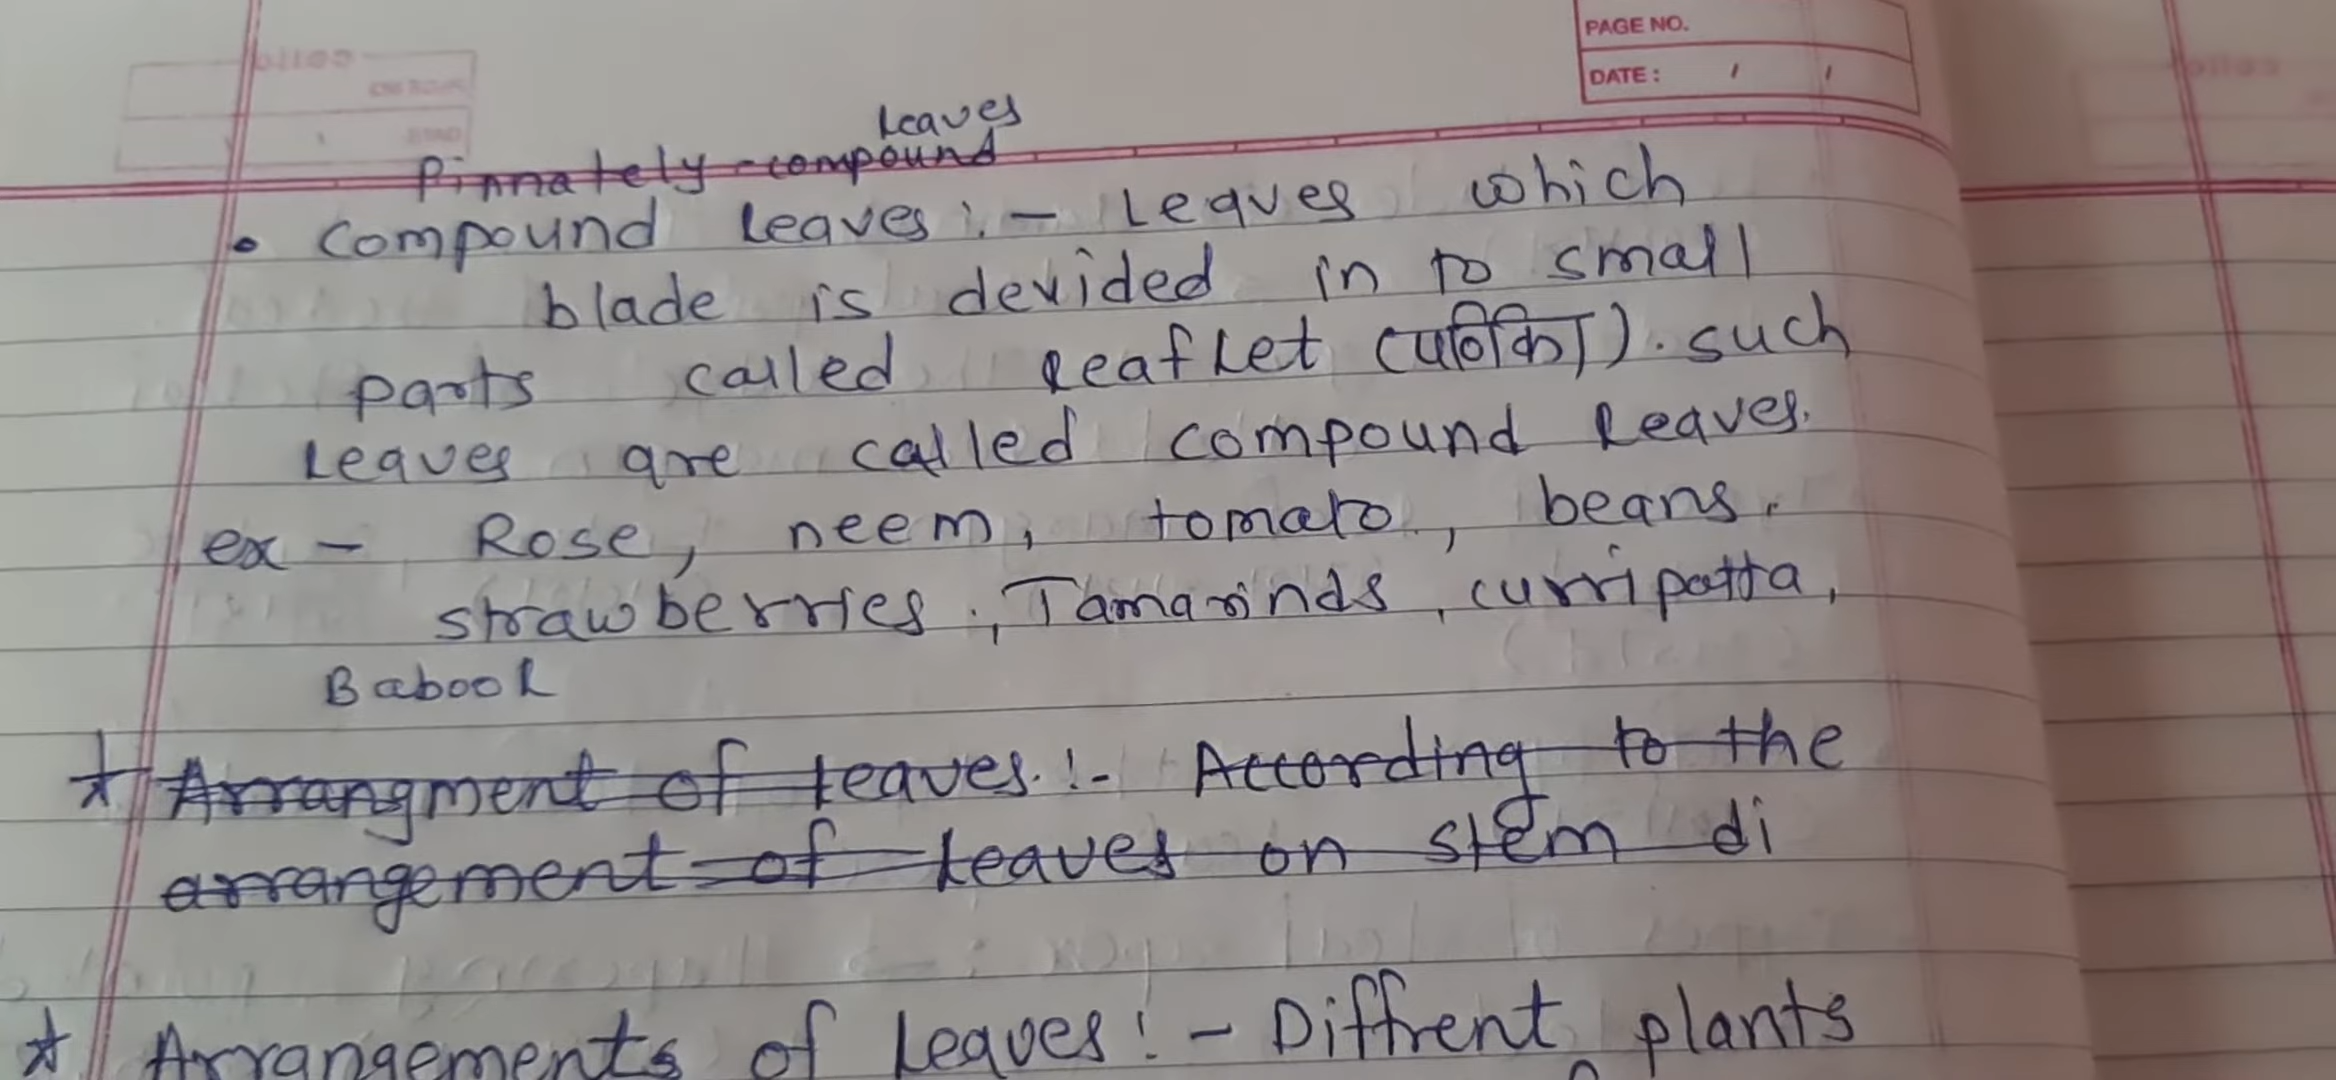 PAGE NO.
DATE: / /
Leaves
Pinnately compound
• Compound Leaves :- Leaves which
blade is devided in to small
parts called leaflet ( ). such
Leaves are called compound leaves.
ex - Rose, neem, tomato, beans.
strawberries, Tamarinds, curripatta,
Babool
* Arrangment of Leaves :- According to the
arrangement of Leaves on stem di
* Arrangements of Leaves :- Diffrent plants